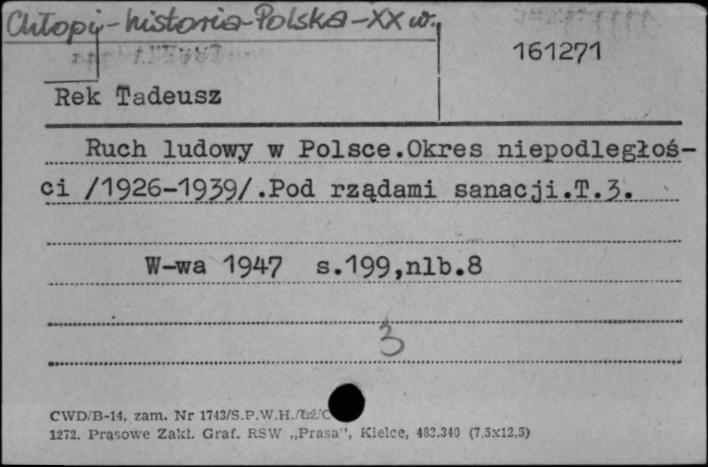 Chłopi-historia-Polska-XX w.
161271
Rek Tadeusz
Ruch ludowy w Polsce.Okres niepodległoś-
ci /1926-1939/.Pod rządami sanacji.T.3.
W-wa 1947 s.199,nlb.8
3
CWD/B-14, zam. Nr 1743/S.P.W.H./Łż/C
1272. Prasowe Zakł. Graf. RSW „Prasa", Kielce, 483.340 (7,5x12,5)